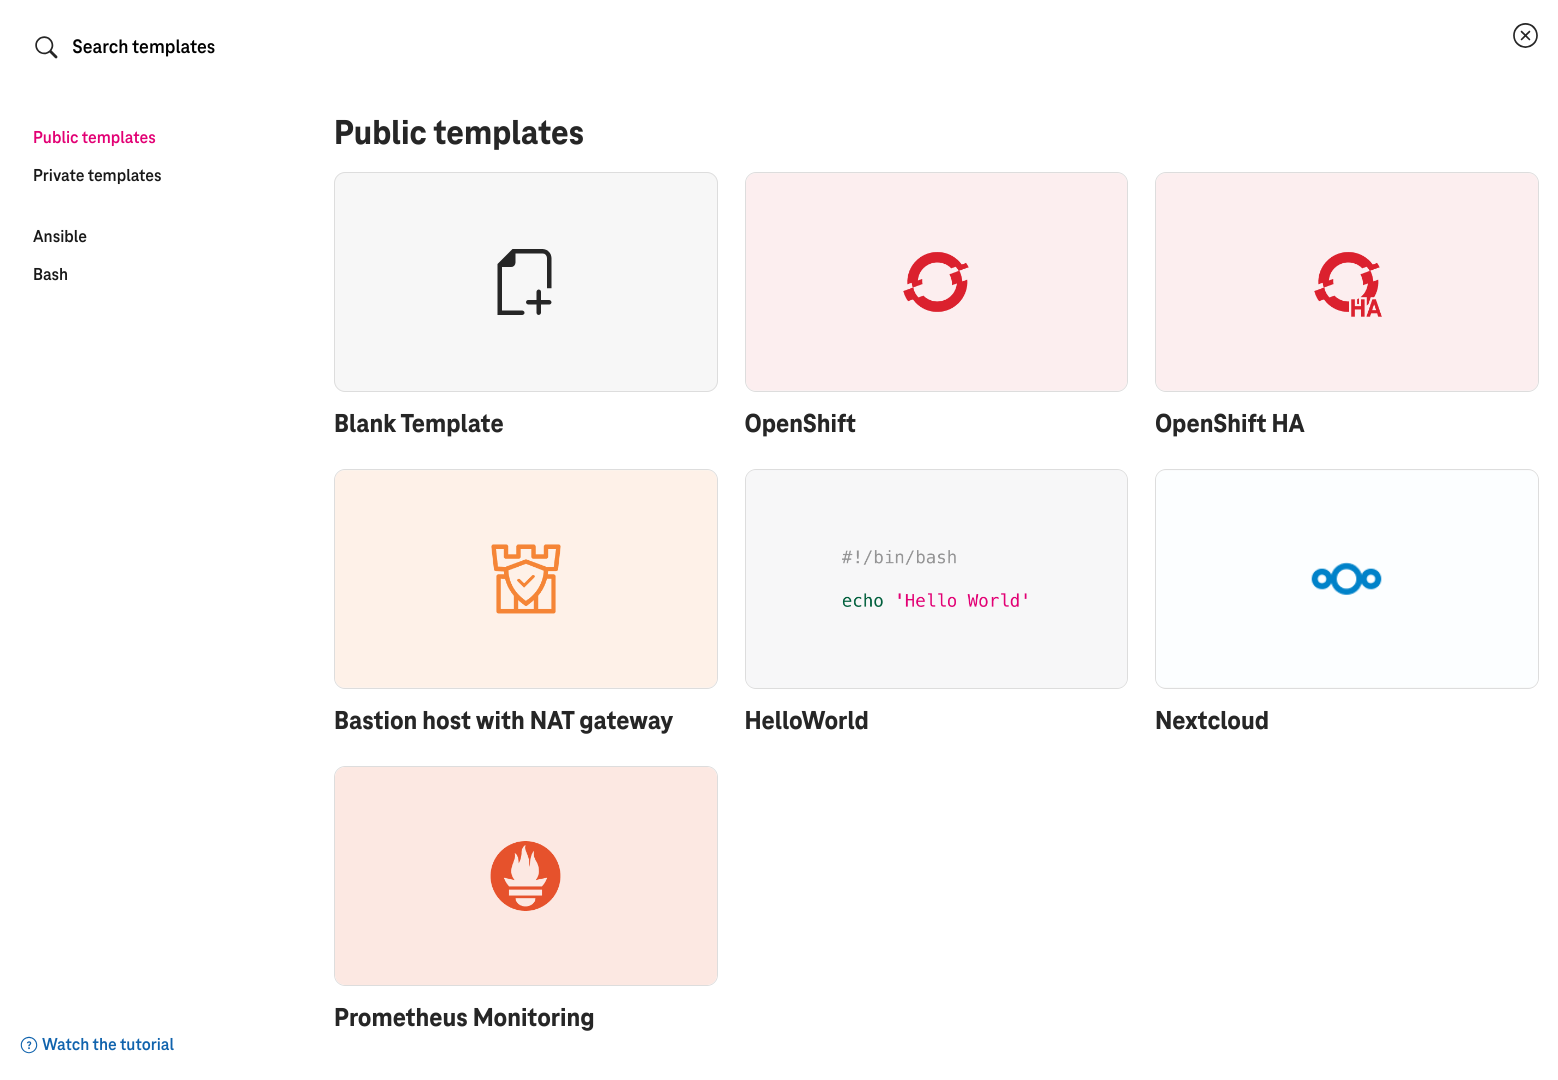 Search templates
Public templates
Private templates
Ansible
Bash
Public templates
Blank Template
OpenShift
HA
OpenShift HA
Bastion host with NAT gateway
#!/bin/bash
echo 'Hello World'
HelloWorld
Nextcloud
Prometheus Monitoring
? Watch the tutorial